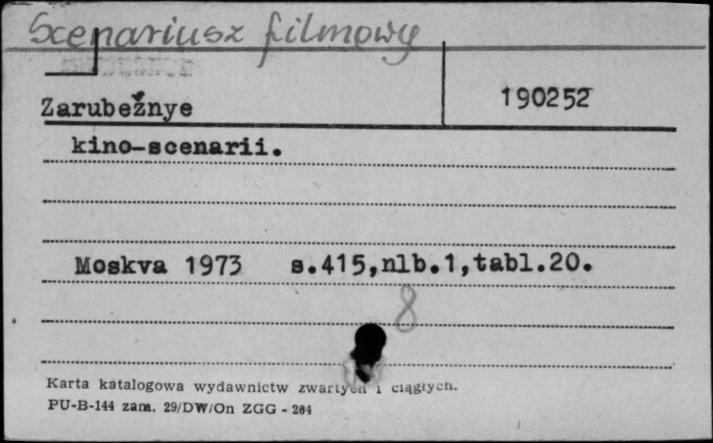 Scenariusz filmowy
Zarubežnye
190252
kino-scenarii.
Moskva 1973 s.415,nlb.1,tabl.20.
8
Karta katalogowa wydawnictw zwartych i ciągłych.
PU-B-144 zam. 29/DW/On ZGG - 204